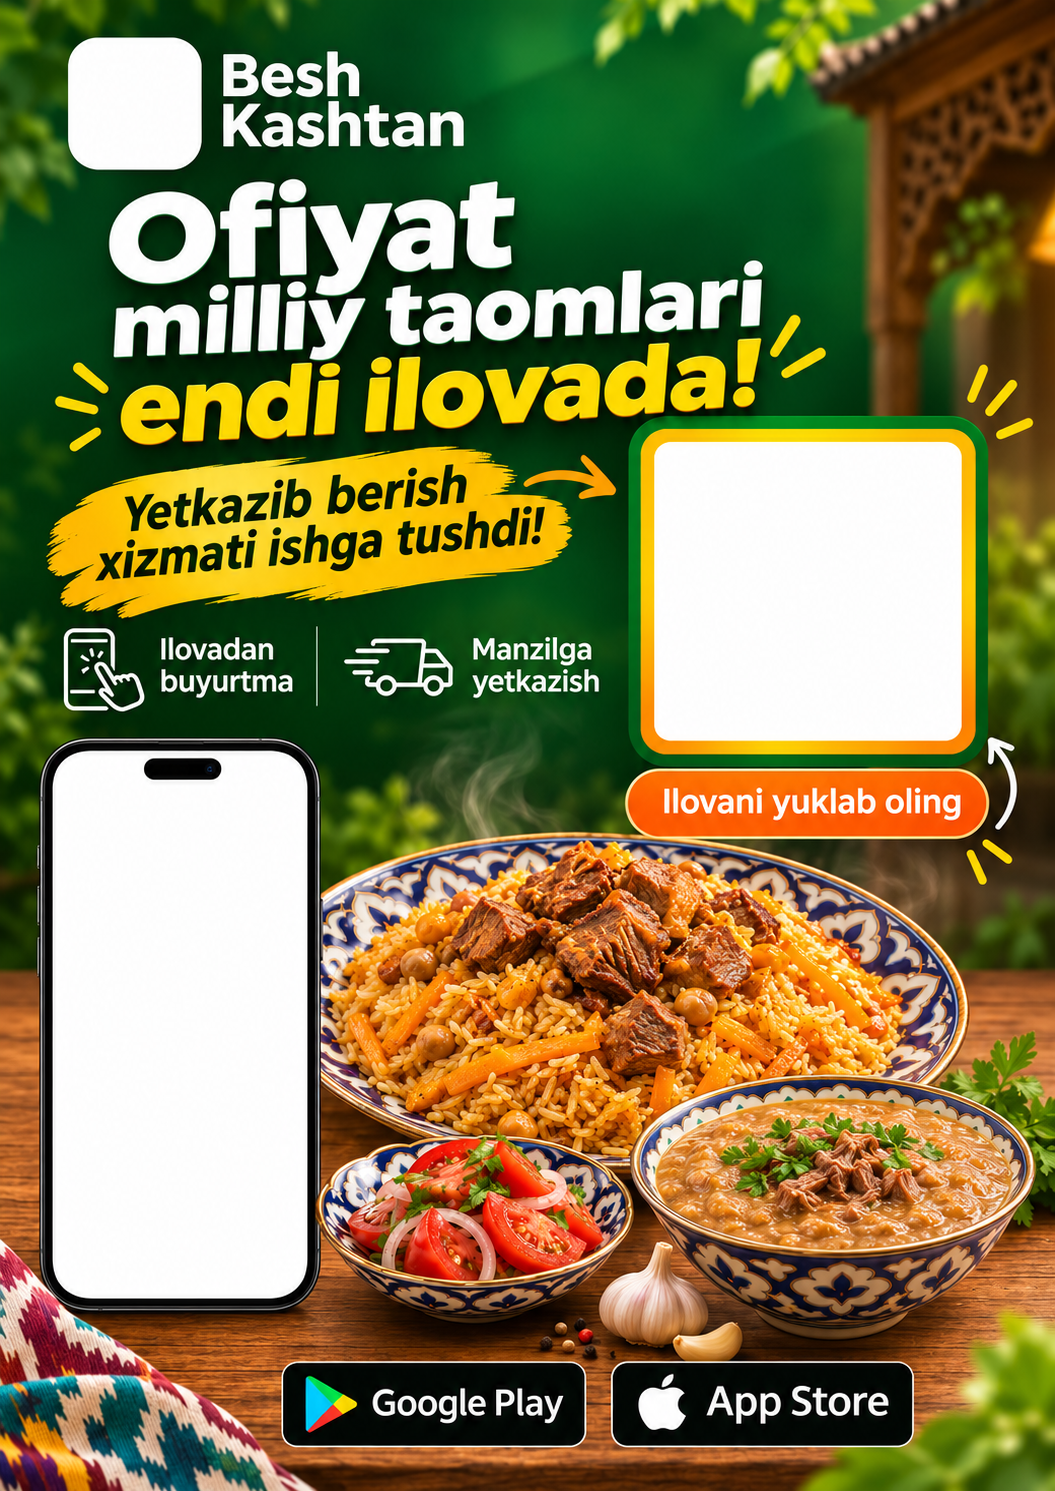 Besh
Kashtan
Ofiyat
milliy taomlari
endi ilovada!
Yetkazib berish
xizmati ishga tushdi!
Ilovadan
buyurtma
Manzilga
yetkazish
Ilovani yuklab oling
Google Play
App Store